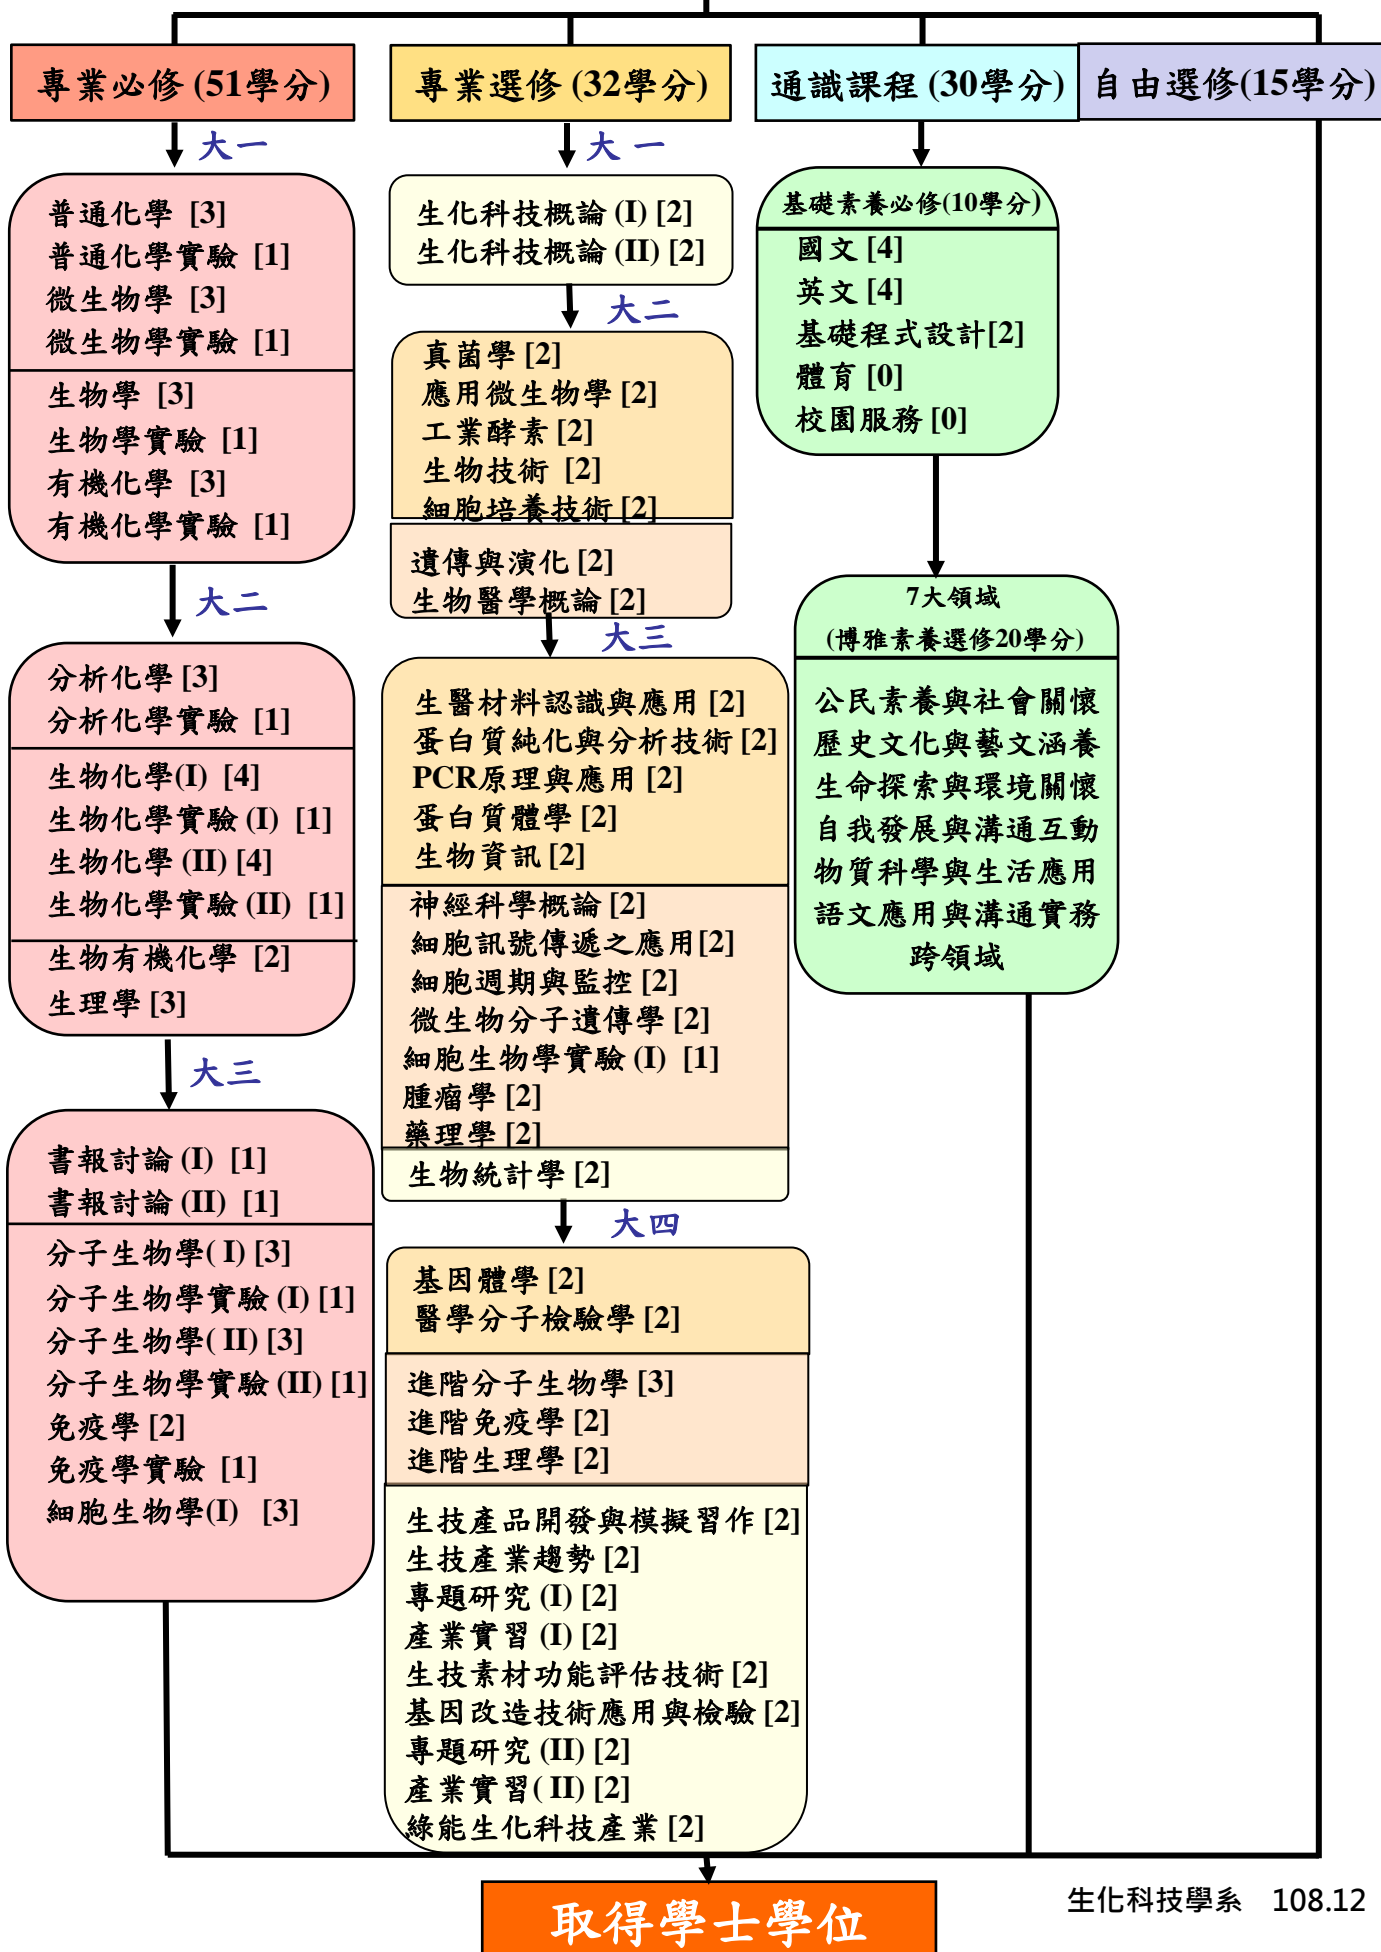 專業必修 (51學分)
大一
普通化學 [3]
普通化學實驗 [1]
微生物學 [3]
微生物學實驗 [1]
生物學 [3]
生物學實驗 [1]
有機化學 [3]
有機化學實驗 [1]
大二
分析化學 [3]
分析化學實驗 [1]
生物化學(I) [4]
生物化學實驗 (I) [1]
生物化學 (II) [4]
生物化學實驗 (II) [1]
生物有機化學 [2]
生理學 [3]
大三
書報討論 (I) [1]
書報討論 (II) [1]
分子生物學( I) [3]
分子生物學實驗 (I) [1]
分子生物學( II) [3]
分子生物學實驗 (II) [1]
免疫學 [2]
免疫學實驗 [1]
細胞生物學(I) [3]
專業選修 (32學分)
大 一
生化科技概論 (I) [2]
生化科技概論 (II) [2]
大二
真菌學 [2]
應用微生物學 [2]
工業酵素 [2]
生物技術 [2]
細胞培養技術 [2]
遺傳與演化 [2]
生物醫學概論 [2]
大三
生醫材料認識與應用 [2]
蛋白質純化與分析技術 [2]
PCR原理與應用 [2]
蛋白質體學 [2]
生物資訊 [2]
神經科學概論 [2]
細胞訊號傳遞之應用[2]
細胞週期與監控 [2]
微生物分子遺傳學 [2]
細胞生物學實驗 (I) [1]
腫瘤學 [2]
藥理學 [2]
生物統計學 [2]
大四
基因體學 [2]
醫學分子檢驗學 [2]
進階分子生物學 [3]
進階免疫學 [2]
進階生理學 [2]
生技產品開發與模擬習作 [2]
生技產業趨勢 [2]
專題研究 (I) [2]
產業實習 (I) [2]
生技素材功能評估技術 [2]
基因改造技術應用與檢驗 [2]
專題研究 (II) [2]
產業實習( II) [2]
綠能生化科技產業 [2]
通識課程 (30學分)
基礎素養必修(10學分)
國文 [4]
英文 [4]
基礎程式設計[2]
體育 [0]
校園服務 [0]
7大領域
(博雅素養選修20學分)
公民素養與社會關懷
歷史文化與藝文涵養
生命探索與環境關懷
自我發展與溝通互動
物質科學與生活應用
語文應用與溝通實務
跨領域
自由選修(15學分)
取得學士學位
生化科技學系 108.12